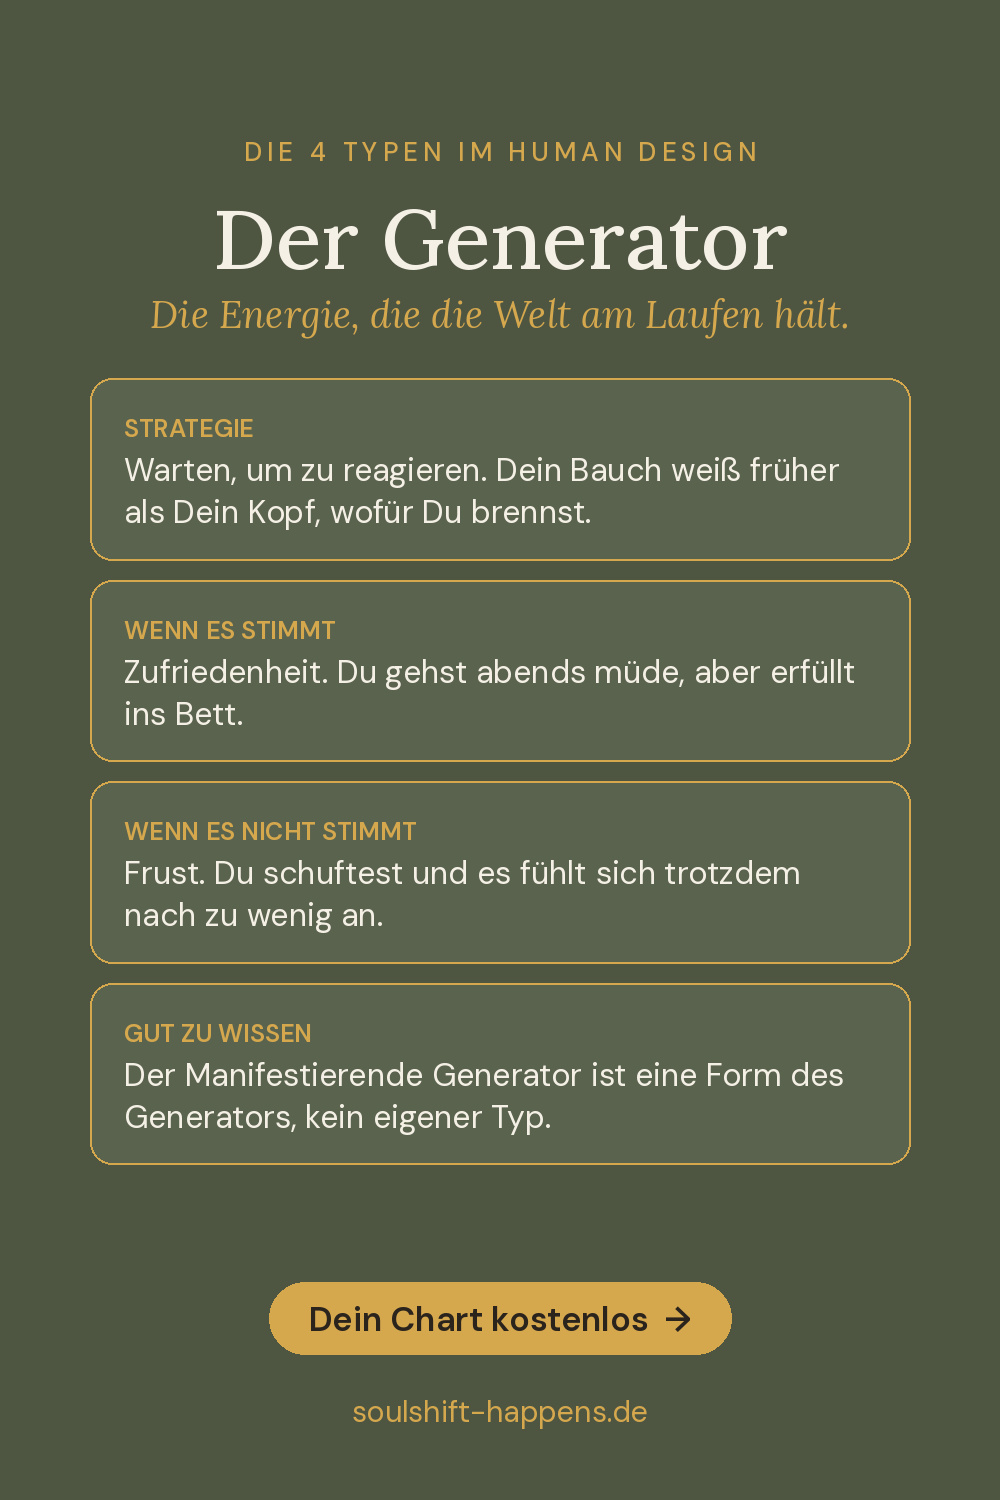 DIE 4 TYPEN IM HUMAN DESIGN
Der Generator
Die Energie, die die Welt am Laufen hält.
STRATEGIE
Warten, um zu reagieren. Dein Bauch weiß früher
als Dein Kopf, wofür Du brennst.
WENN ES STIMMT
Zufriedenheit. Du gehst abends müde, aber erfüllt
ins Bett.
WENN ES NICHT STIMMT
Frust. Du schuftest und es fühlt sich trotzdem
nach zu wenig an.
GUT ZU WISSEN
Der Manifestierende Generator ist eine Form des
Generators, kein eigener Typ.
Dein Chart kostenlos →
soulshift-happens.de